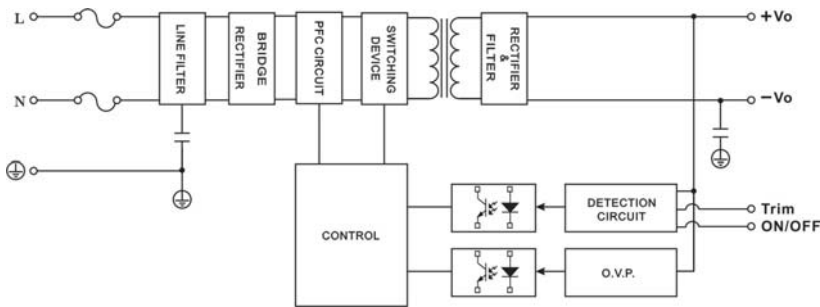 L
N
LINE FILTER
BRIDGE
RECTIFIER
PFC CIRCUIT
SWITCHING
DEVICE
RECTIFIER
&
FILTER
+Vo
−Vo
CONTROL
DETECTION
CIRCUIT
Trim
ON/OFF
O.V.P.